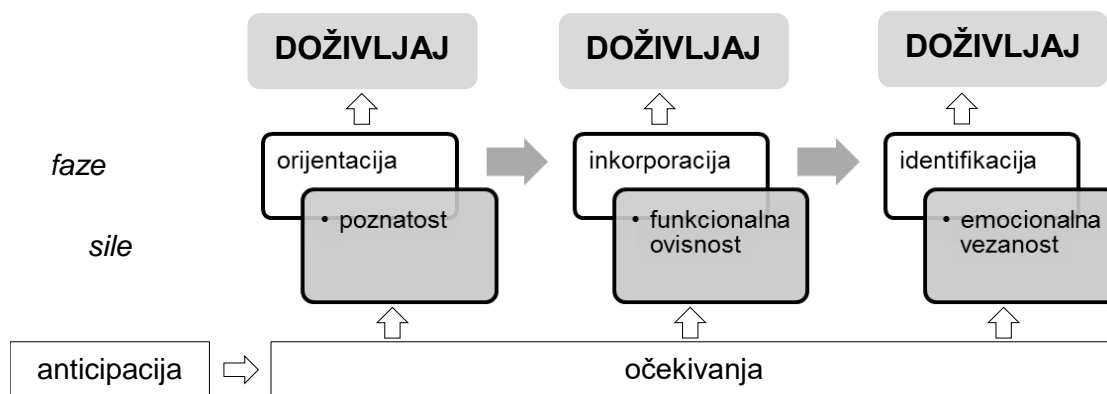 DOŽIVLJAJ DOŽIVLJAJ DOŽIVLJAJ
faze orijentacija inkorporacija identifikacija
sile • poznatost • funkcionalna ovisnost • emocionalna vezanost
anticipacija očekivanja